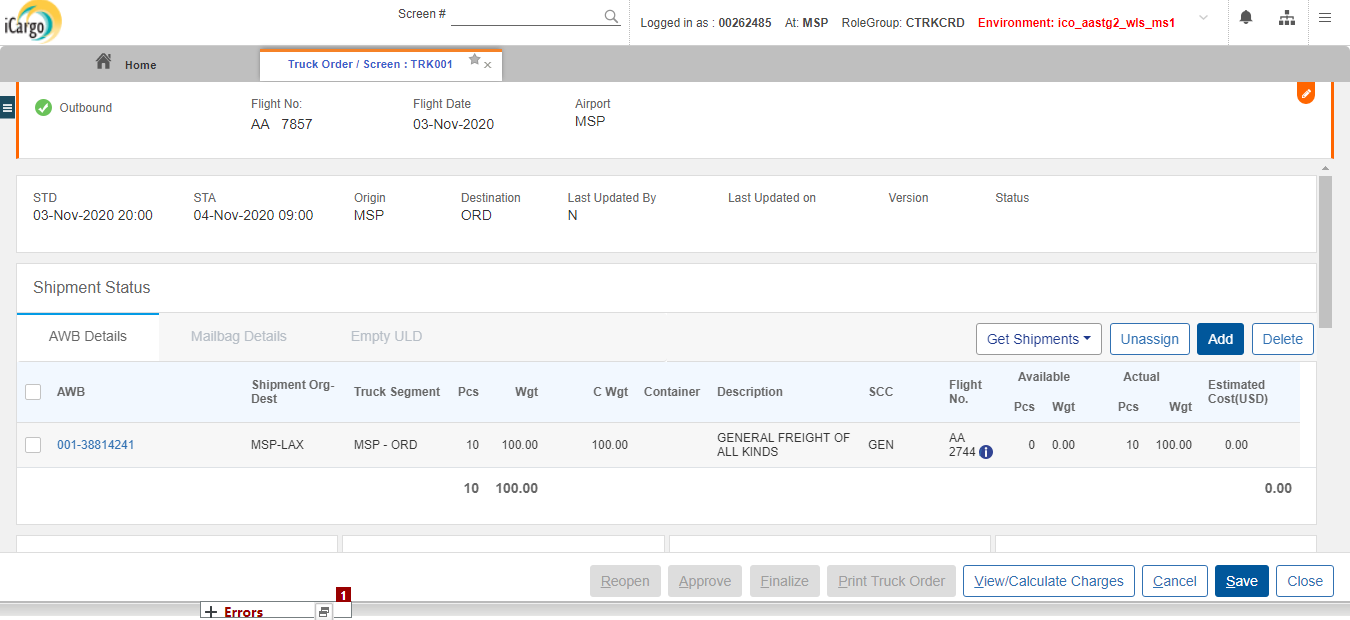 iCargo
Screen #
Logged in as : 00262485 At: MSP RoleGroup: CTRKCRD Environment: ico_aastg2_wls_ms1
Home
Truck Order / Screen : TRK001
Outbound
Flight No: Flight Date Airport
AA 7857 03-Nov-2020 MSP
STD STA Origin Destination Last Updated By Last Updated on Version Status
03-Nov-2020 20:00 04-Nov-2020 09:00 MSP ORD N
Shipment Status
AWB Details Mailbag Details Empty ULD Get Shipments Unassign Add Delete
AWB Shipment Org-Dest Truck Segment Pcs Wgt C Wgt Container Description SCC Flight No. Available Pcs Wgt Actual Pcs Wgt Estimated Cost(USD)
001-38814241 MSP-LAX MSP - ORD 10 100.00 100.00 GENERAL FREIGHT OF ALL KINDS GEN AA 2744 i 0 0.00 10 100.00 0.00
10 100.00 0.00
Reopen Approve Finalize Print Truck Order View/Calculate Charges Cancel Save Close
Errors 1